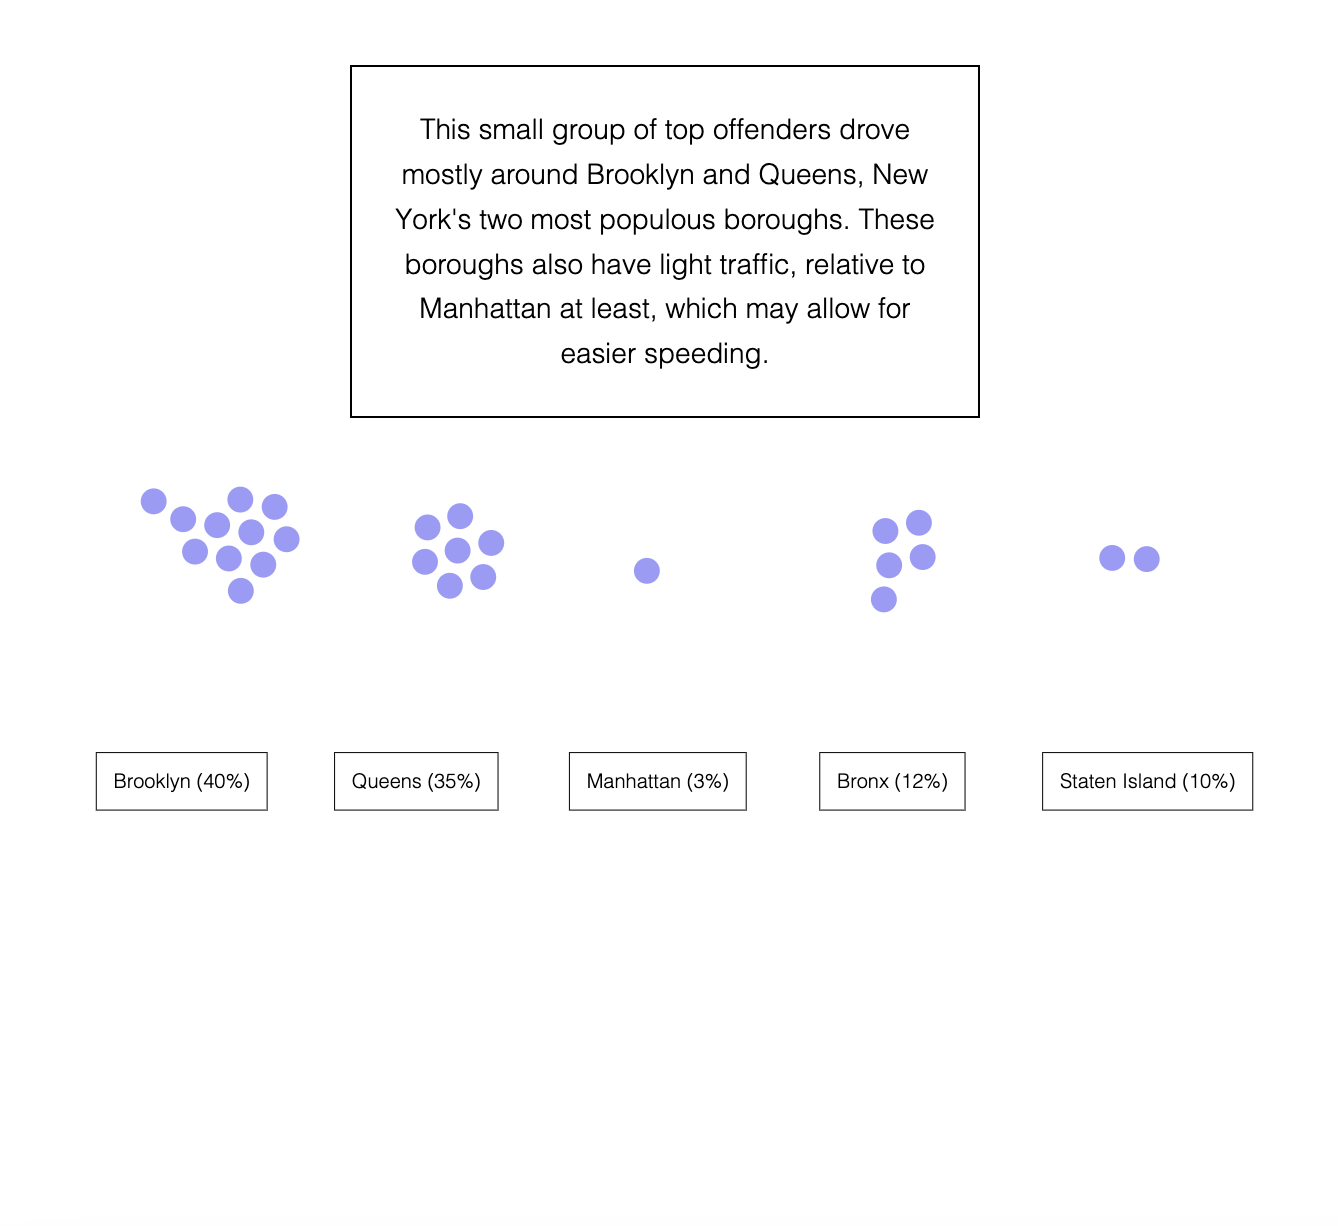 This small group of top offenders drove
mostly around Brooklyn and Queens, New
York's two most populous boroughs. These
boroughs also have light traffic, relative to
Manhattan at least, which may allow for
easier speeding.
Brooklyn (40%)
Queens (35%)
Manhattan (3%)
Bronx (12%)
Staten Island (10%)